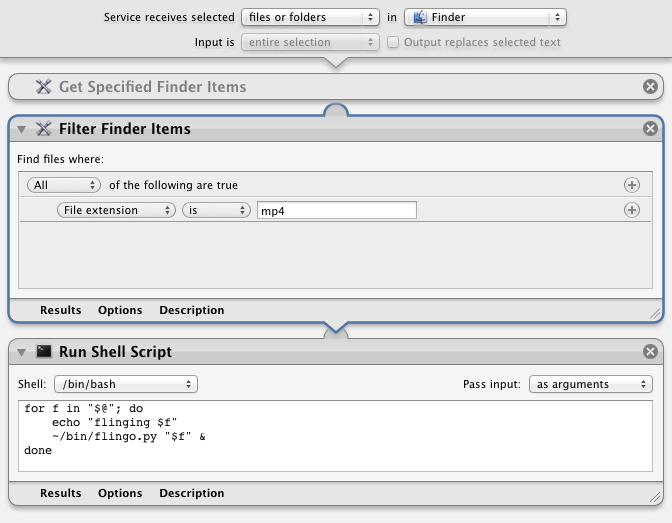 Service receives selected files or folders in Finder
Input is entire selection Output replaces selected text
Get Specified Finder Items
Filter Finder Items
Find files where:
All of the following are true
File extension is mp4
Results Options Description
Run Shell Script
Shell: /bin/bash Pass input: as arguments
for f in "$@"; do
    echo "flinging $f"
    ~/bin/flingo.py "$f" &
done
Results Options Description